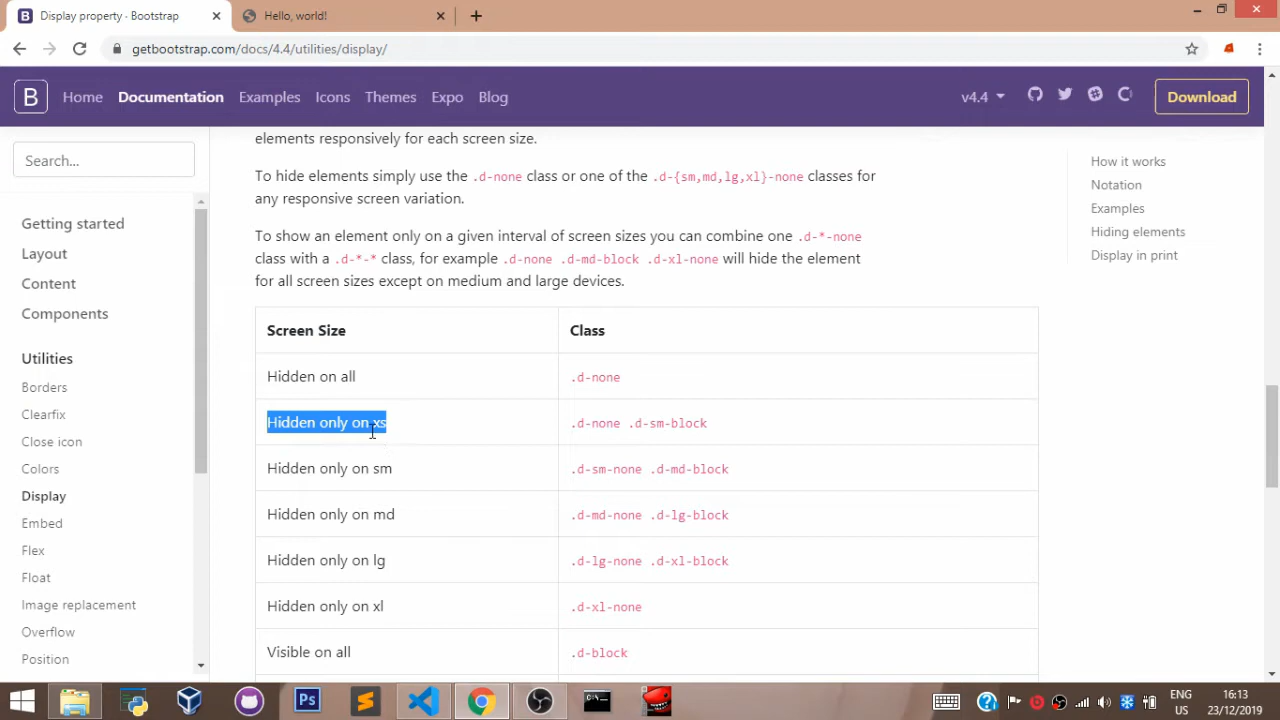 Display property · Bootstrap
Hello, world!
getbootstrap.com/docs/4.4/utilities/display/
B
Home
Documentation
Examples
Icons
Themes
Expo
Blog
v4.4
Download
Search...
Getting started
Layout
Content
Components
Utilities
Borders
Clearfix
Close icon
Colors
Display
Embed
Flex
Float
Image replacement
Overflow
Position
elements responsively for each screen size.
To hide elements simply use the .d-none class or one of the .d-{sm,md,lg,xl}-none classes for
any responsive screen variation.
To show an element only on a given interval of screen sizes you can combine one .d-*-none
class with a .d-*-* class, for example .d-none .d-md-block .d-xl-none will hide the element
for all screen sizes except on medium and large devices.
Screen Size Class
Hidden on all .d-none
Hidden only on xs .d-none .d-sm-block
Hidden only on sm .d-sm-none .d-md-block
Hidden only on md .d-md-none .d-lg-block
Hidden only on lg .d-lg-none .d-xl-block
Hidden only on xl .d-xl-none
Visible on all .d-block
How it works
Notation
Examples
Hiding elements
Display in print
Ps
ENG
US
16:13
23/12/2019